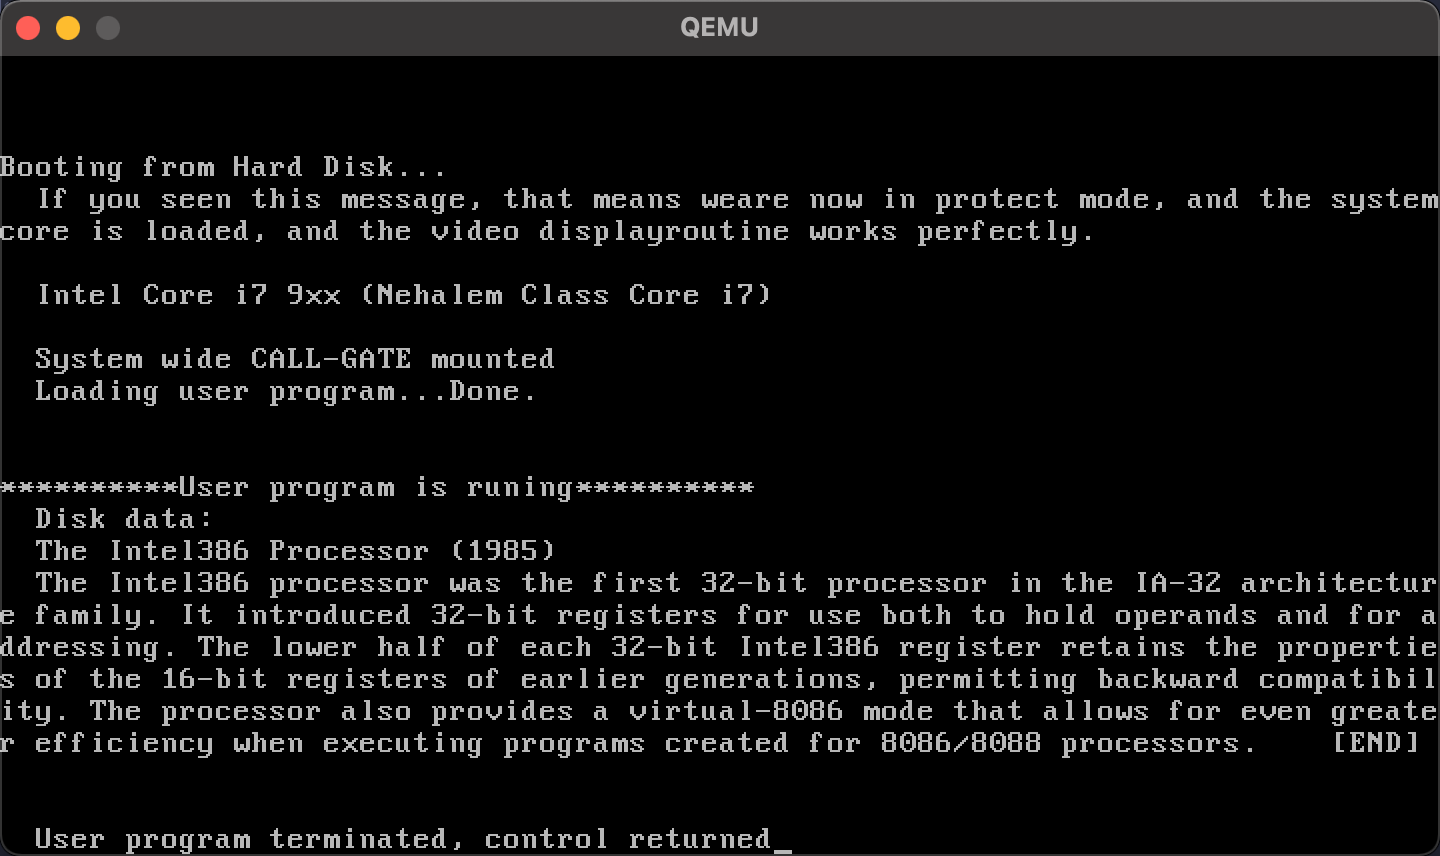 QEMU
Booting from Hard Disk...
If you seen this message, that means weare now in protect mode, and the system
core is loaded, and the video displayroutine works perfectly.
Intel Core i7 9xx (Nehalem Class Core i7)
System wide CALL-GATE mounted
Loading user program...Done.
**********User program is runing**********
Disk data:
The Intel386 Processor (1985)
The Intel386 processor was the first 32-bit processor in the IA-32 architectur
e family. It introduced 32-bit registers for use both to hold operands and for a
ddressing. The lower half of each 32-bit Intel386 register retains the propertie
s of the 16-bit registers of earlier generations, permitting backward compatibil
ity. The processor also provides a virtual-8086 mode that allows for even greate
r efficiency when executing programs created for 8086/8088 processors.    [END]
User program terminated, control returned_